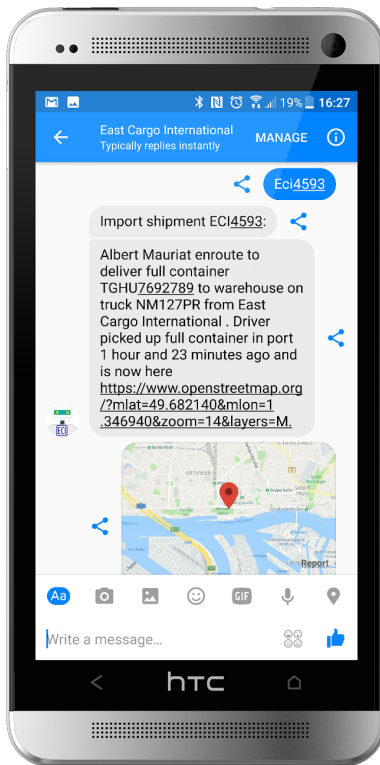 19% 16:27
East Cargo International
Typically replies instantly
MANAGE
Eci4593
Import shipment ECI4593:
Albert Mauriat enroute to
deliver full container
TGHU7692789 to warehouse on
truck NM127PR from East
Cargo International . Driver
picked up full container in port
1 hour and 23 minutes ago and
is now here
https://www.openstreetmap.org
/?mlat=49.682140&mlon=1
.346940&zoom=14&layers=M.
ECI
OTTENSEN
Report
Aa
GIF
Write a message...
hTC